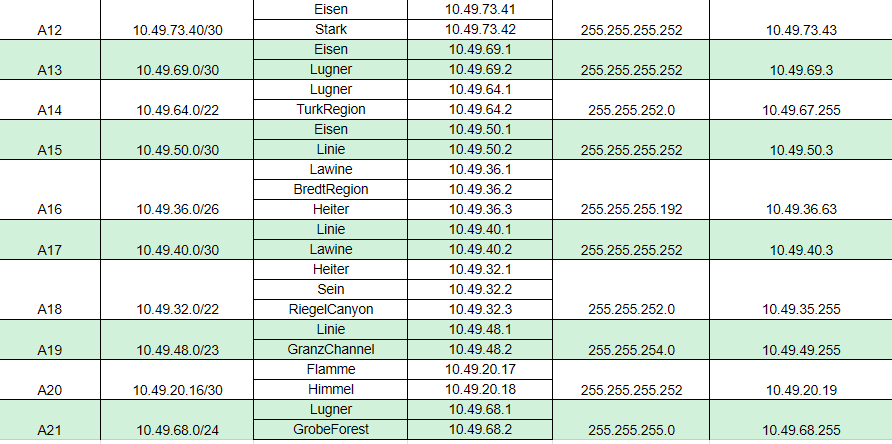 Eisen 10.49.73.41
A12 10.49.73.40/30 Stark 10.49.73.42 255.255.255.252 10.49.73.43
Eisen 10.49.69.1
A13 10.49.69.0/30 Lugner 10.49.69.2 255.255.255.252 10.49.69.3
Lugner 10.49.64.1
A14 10.49.64.0/22 TurkRegion 10.49.64.2 255.255.252.0 10.49.67.255
Eisen 10.49.50.1
A15 10.49.50.0/30 Linie 10.49.50.2 255.255.255.252 10.49.50.3
Lawine 10.49.36.1
BredtRegion 10.49.36.2
A16 10.49.36.0/26 Heiter 10.49.36.3 255.255.255.192 10.49.36.63
Linie 10.49.40.1
A17 10.49.40.0/30 Lawine 10.49.40.2 255.255.255.252 10.49.40.3
Heiter 10.49.32.1
Sein 10.49.32.2
A18 10.49.32.0/22 RiegelCanyon 10.49.32.3 255.255.252.0 10.49.35.255
Linie 10.49.48.1
A19 10.49.48.0/23 GranzChannel 10.49.48.2 255.255.254.0 10.49.49.255
Flamme 10.49.20.17
A20 10.49.20.16/30 Himmel 10.49.20.18 255.255.255.252 10.49.20.19
Lugner 10.49.68.1
A21 10.49.68.0/24 GrobeForest 10.49.68.2 255.255.255.0 10.49.68.255